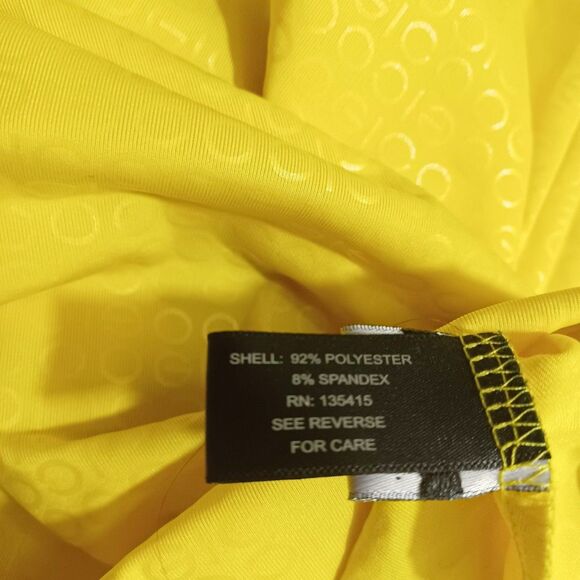 SHELL: 92% POLYESTER
8% SPANDEX
RN: 135415
SEE REVERSE
FOR CARE